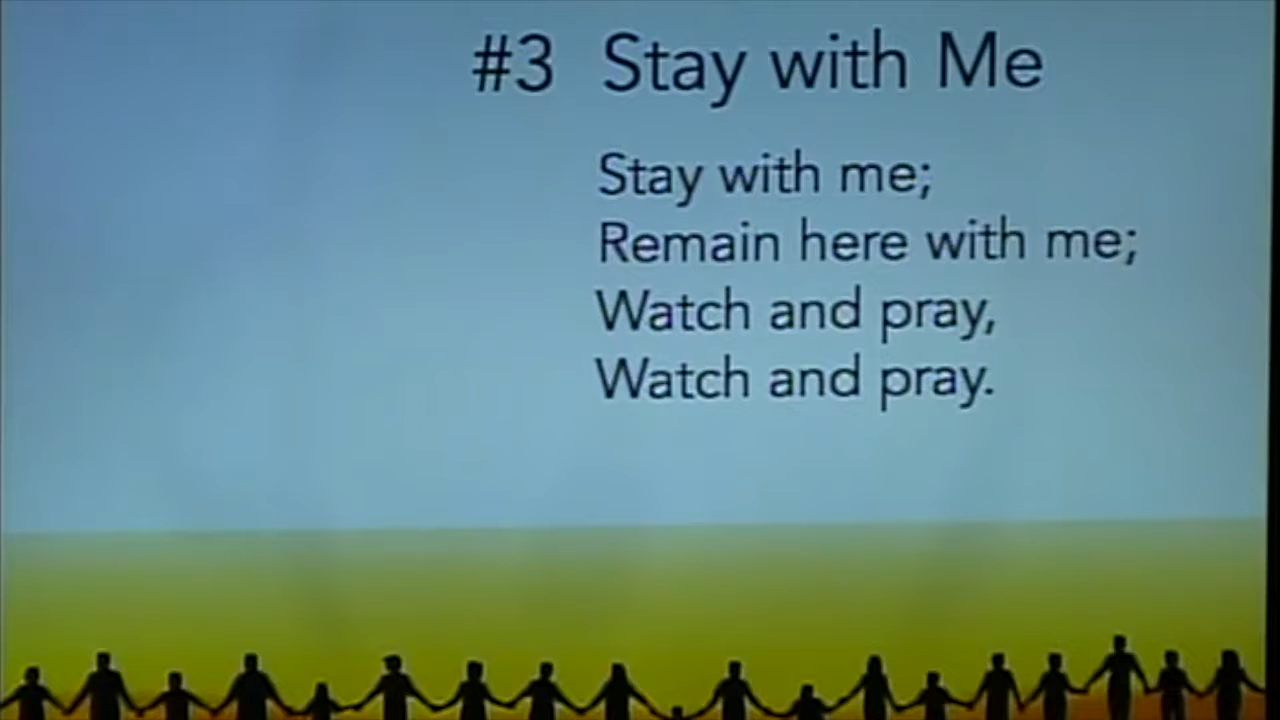 #3 Stay with Me
Stay with me;
Remain here with me;
Watch and pray,
Watch and pray.